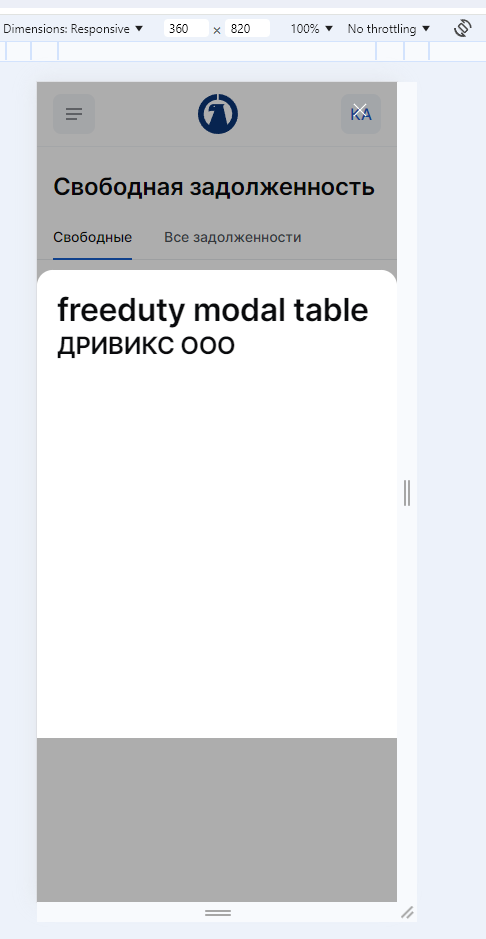 Dimensions: Responsive 360 × 820 100% No throttling
КА
Свободная задолженность
Свободные Все задолженности
freeduty modal table
ДРИВИКС ООО